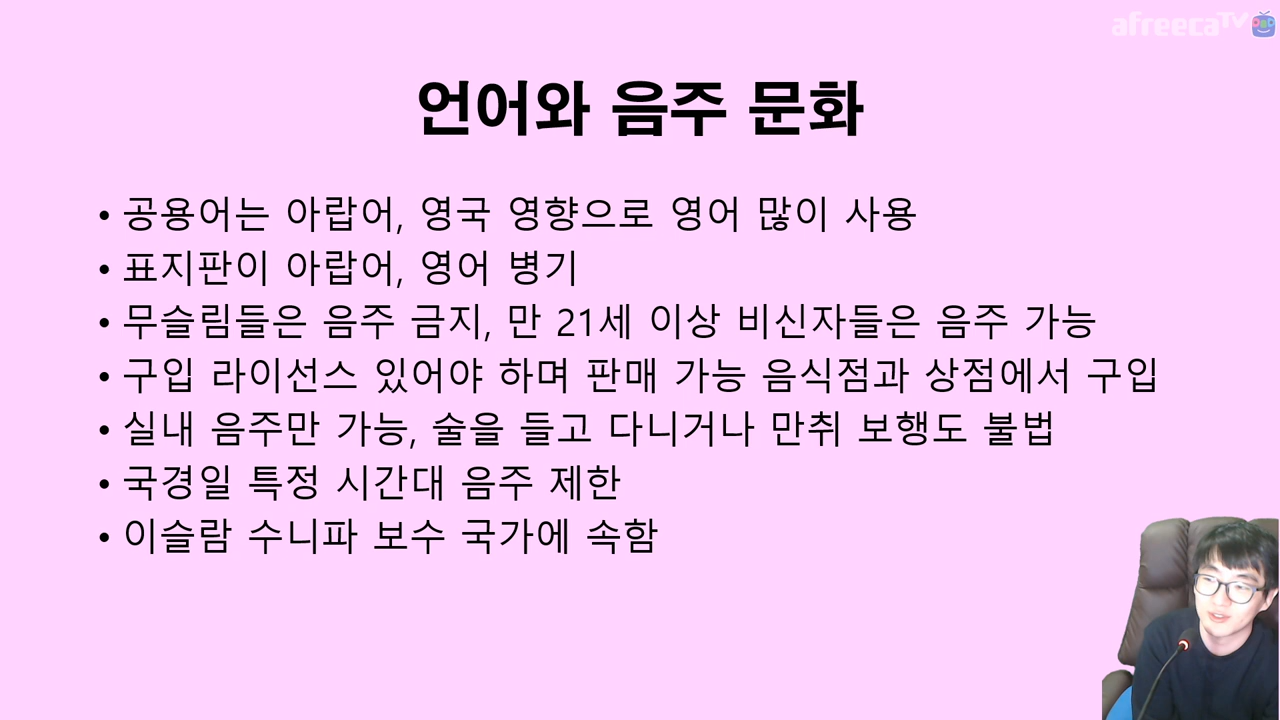 afreecaTV
언어와 음주 문화
• 공용어는 아랍어, 영국 영향으로 영어 많이 사용
• 표지판이 아랍어, 영어 병기
• 무슬림들은 음주 금지, 만 21세 이상 비신자들은 음주 가능
• 구입 라이선스 있어야 하며 판매 가능 음식점과 상점에서 구입
• 실내 음주만 가능, 술을 들고 다니거나 만취 보행도 불법
• 국경일 특정 시간대 음주 제한
• 이슬람 수니파 보수 국가에 속함